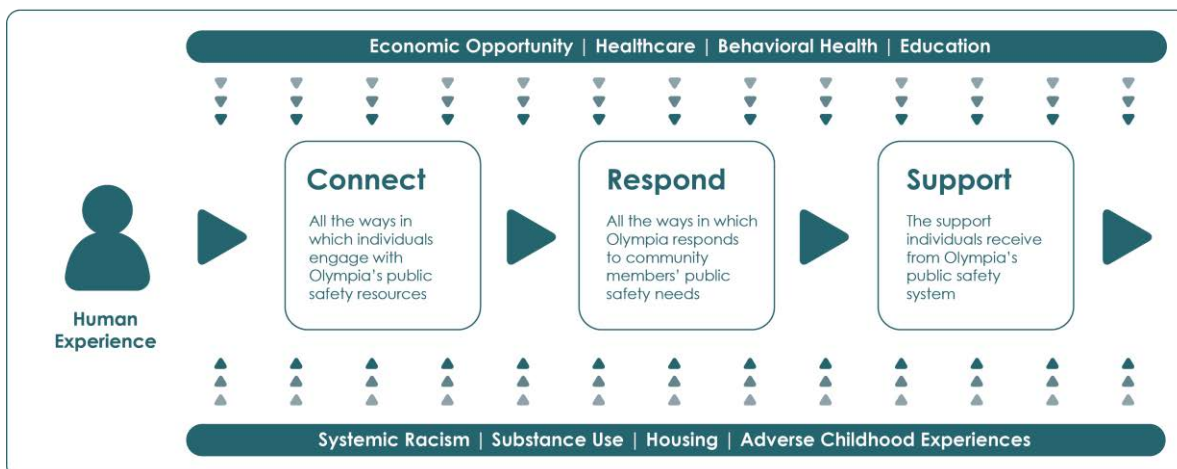 Economic Opportunity | Healthcare | Behavioral Health | Education
Connect
All the ways in
which individuals
engage with
Olympia's public
safety resources
Respond
All the ways in which
Olympia responds
to community
members' public
safety needs
Support
The support
individuals receive
from Olympia's
public safety
system
Human
Experience
Systemic Racism | Substance Use | Housing | Adverse Childhood Experiences